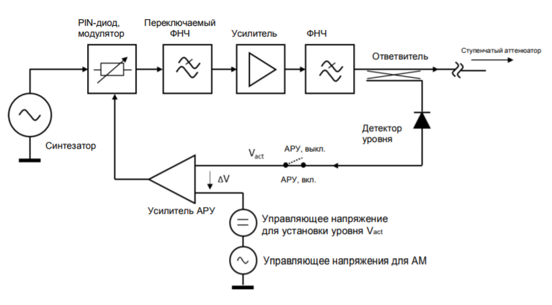 PIN-диод,
модулятор
Переключаемый
ФНЧ
Усилитель
ФНЧ
Ответвитель
Ступенчатый аттенюатор
Синтезатор
Детектор
уровня
Vact
АРУ, выкл.
АРУ, вкл.
ΔV
Усилитель АРУ
Управляющее напряжение
для установки уровня Vact
Управляющее напряжения для АМ